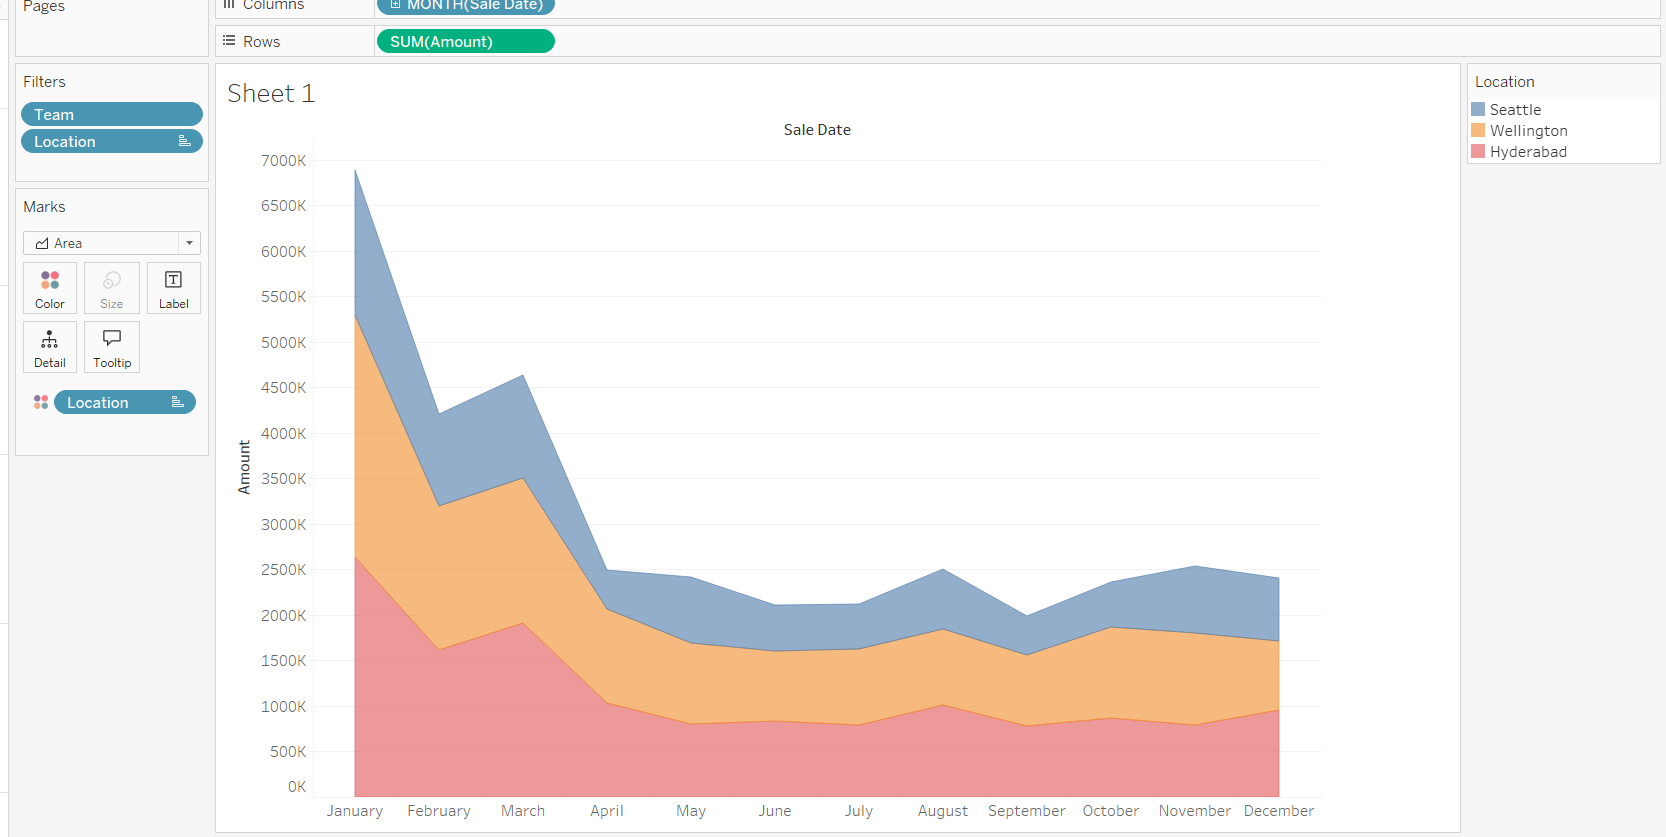 Pages
Columns
MONTH(Sale Date)
Rows
SUM(Amount)
Filters
Team
Location
Marks
Area
Color
Size
Label
Detail
Tooltip
Location
Sheet 1
Sale Date
7000K
6500K
6000K
5500K
5000K
4500K
4000K
3500K
3000K
2500K
2000K
1500K
1000K
500K
0K
Amount
January February March April May June July August September October November December
Location
Seattle
Wellington
Hyderabad